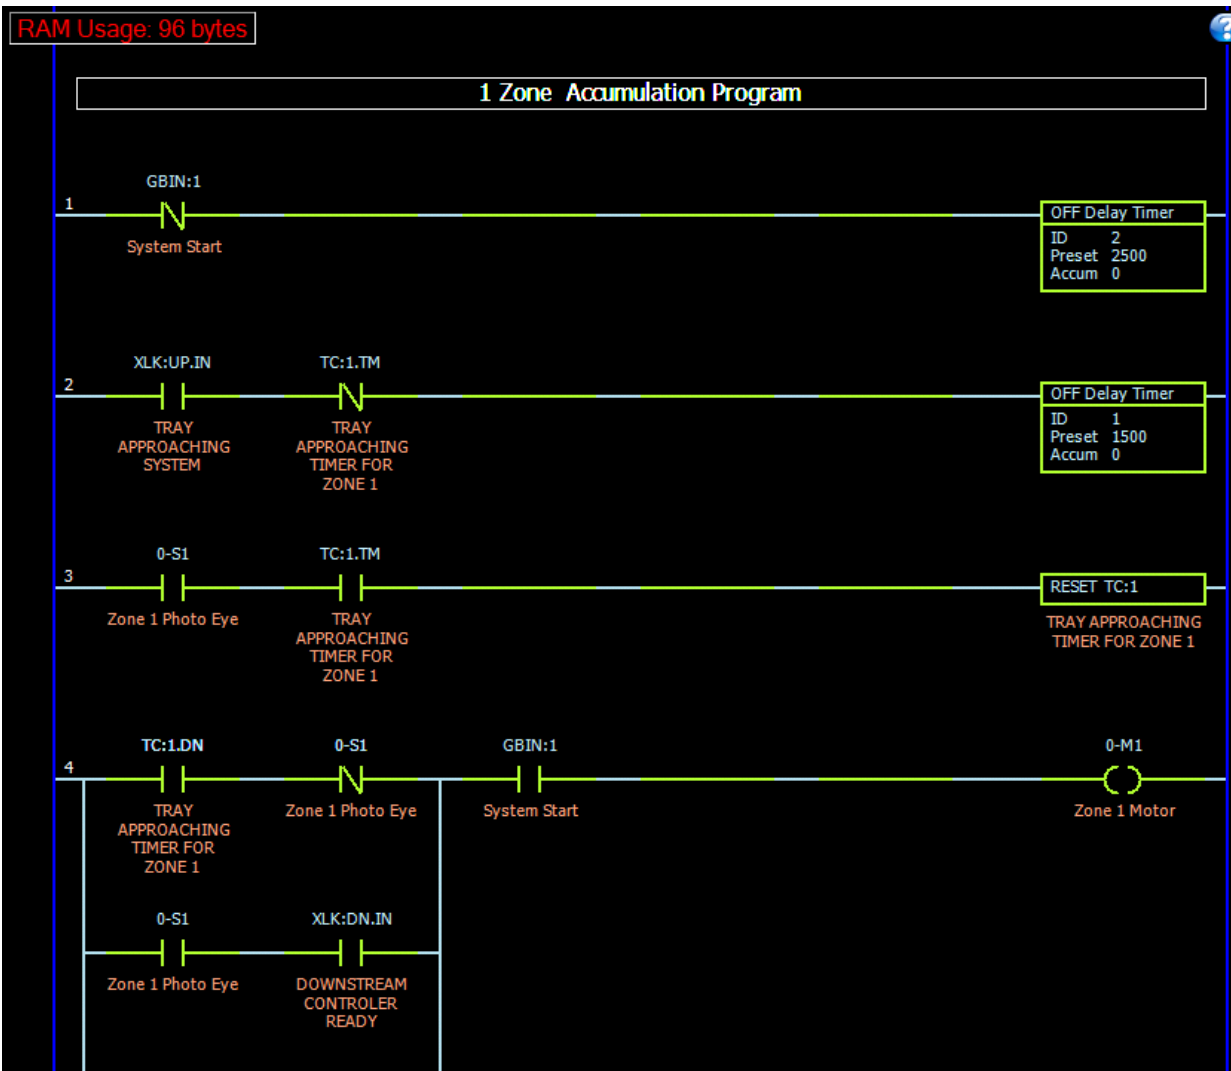 RAM Usage: 96 bytes
?
1 Zone Accumulation Program
GBIN:1
1
System Start
OFF Delay Timer
ID 2
Preset 2500
Accum 0
XLK:UP.IN TC:1.TM
2
TRAY
APPROACHING
SYSTEM
TRAY
APPROACHING
TIMER FOR
ZONE 1
OFF Delay Timer
ID 1
Preset 1500
Accum 0
0-S1 TC:1.TM
3
Zone 1 Photo Eye
TRAY
APPROACHING
TIMER FOR
ZONE 1
RESET TC:1
TRAY APPROACHING
TIMER FOR ZONE 1
TC:1.DN 0-S1 GBIN:1 0-M1
4
TRAY
APPROACHING
TIMER FOR
ZONE 1
Zone 1 Photo Eye
System Start
Zone 1 Motor
0-S1 XLK:DN.IN
Zone 1 Photo Eye
DOWNSTREAM
CONTROLER
READY